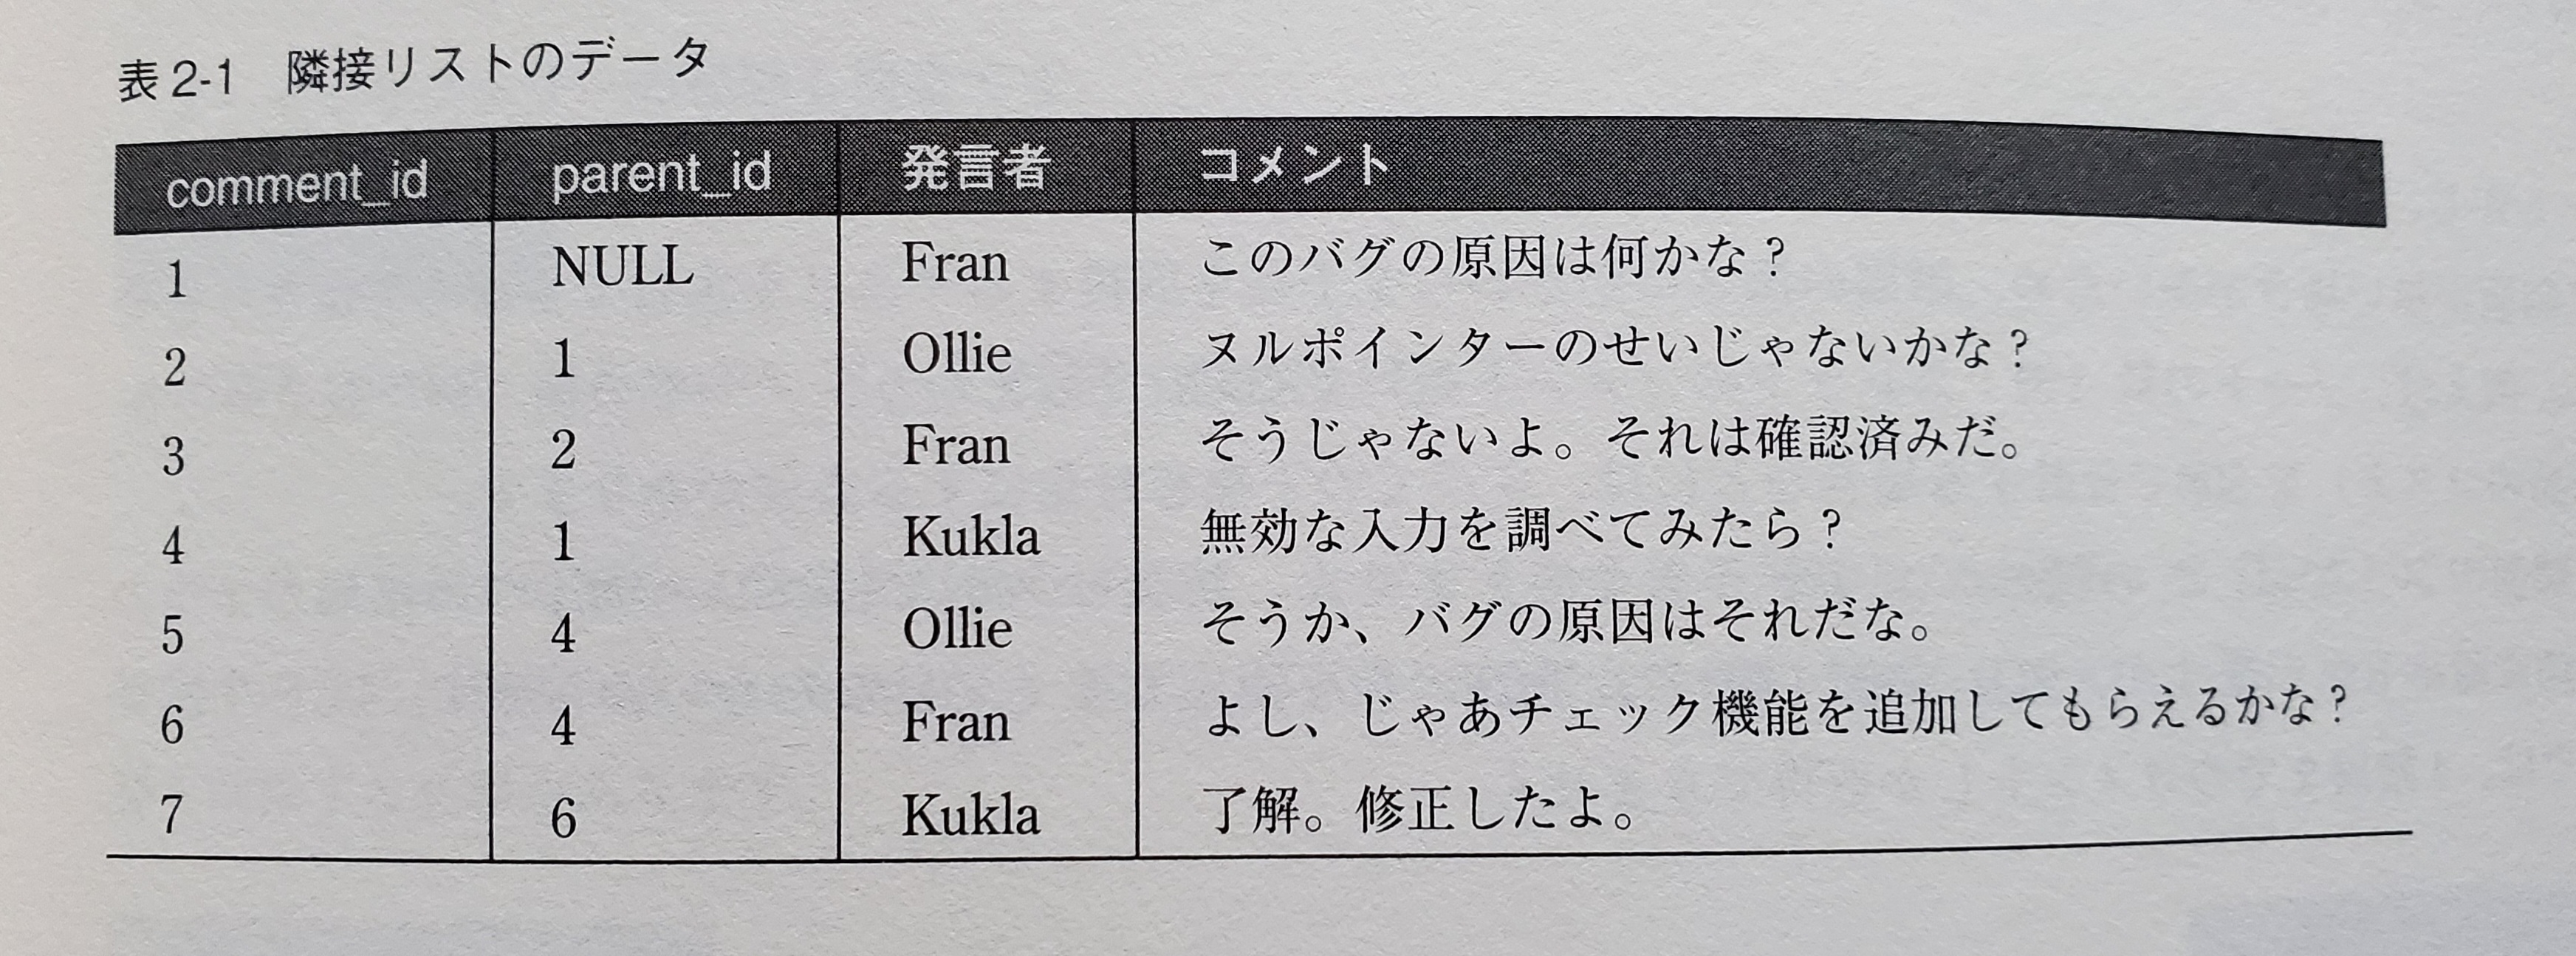 表2-1　隣接リストのデータ
comment_id parent_id 発言者 コメント
1 NULL Fran このバグの原因は何かな？
2 1 Ollie ヌルポインターのせいじゃないかな？
3 2 Fran そうじゃないよ。それは確認済みだ。
4 1 Kukla 無効な入力を調べてみたら？
5 4 Ollie そうか、バグの原因はそれだな。
6 4 Fran よし、じゃあチェック機能を追加してもらえるかな？
7 6 Kukla 了解。修正したよ。